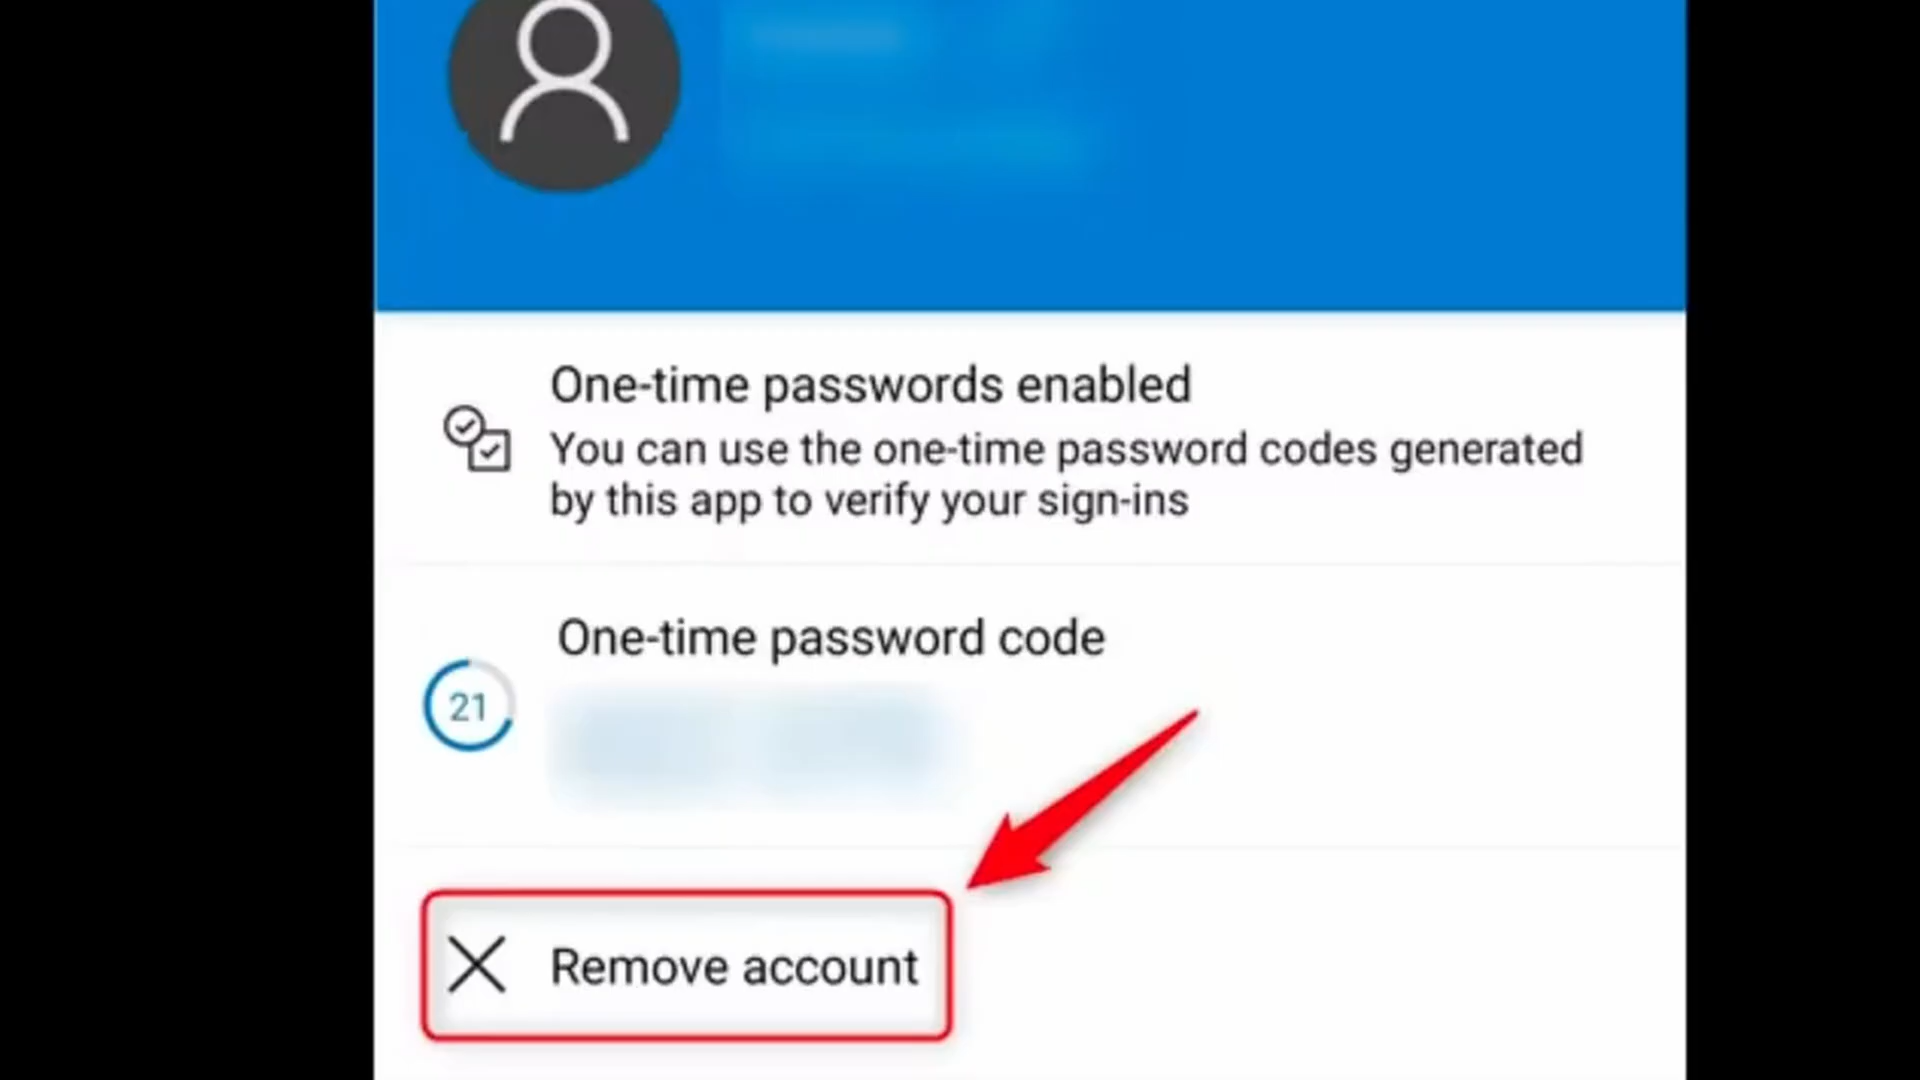 One-time passwords enabled
You can use the one-time password codes generated
by this app to verify your sign-ins
One-time password code
21
Remove account